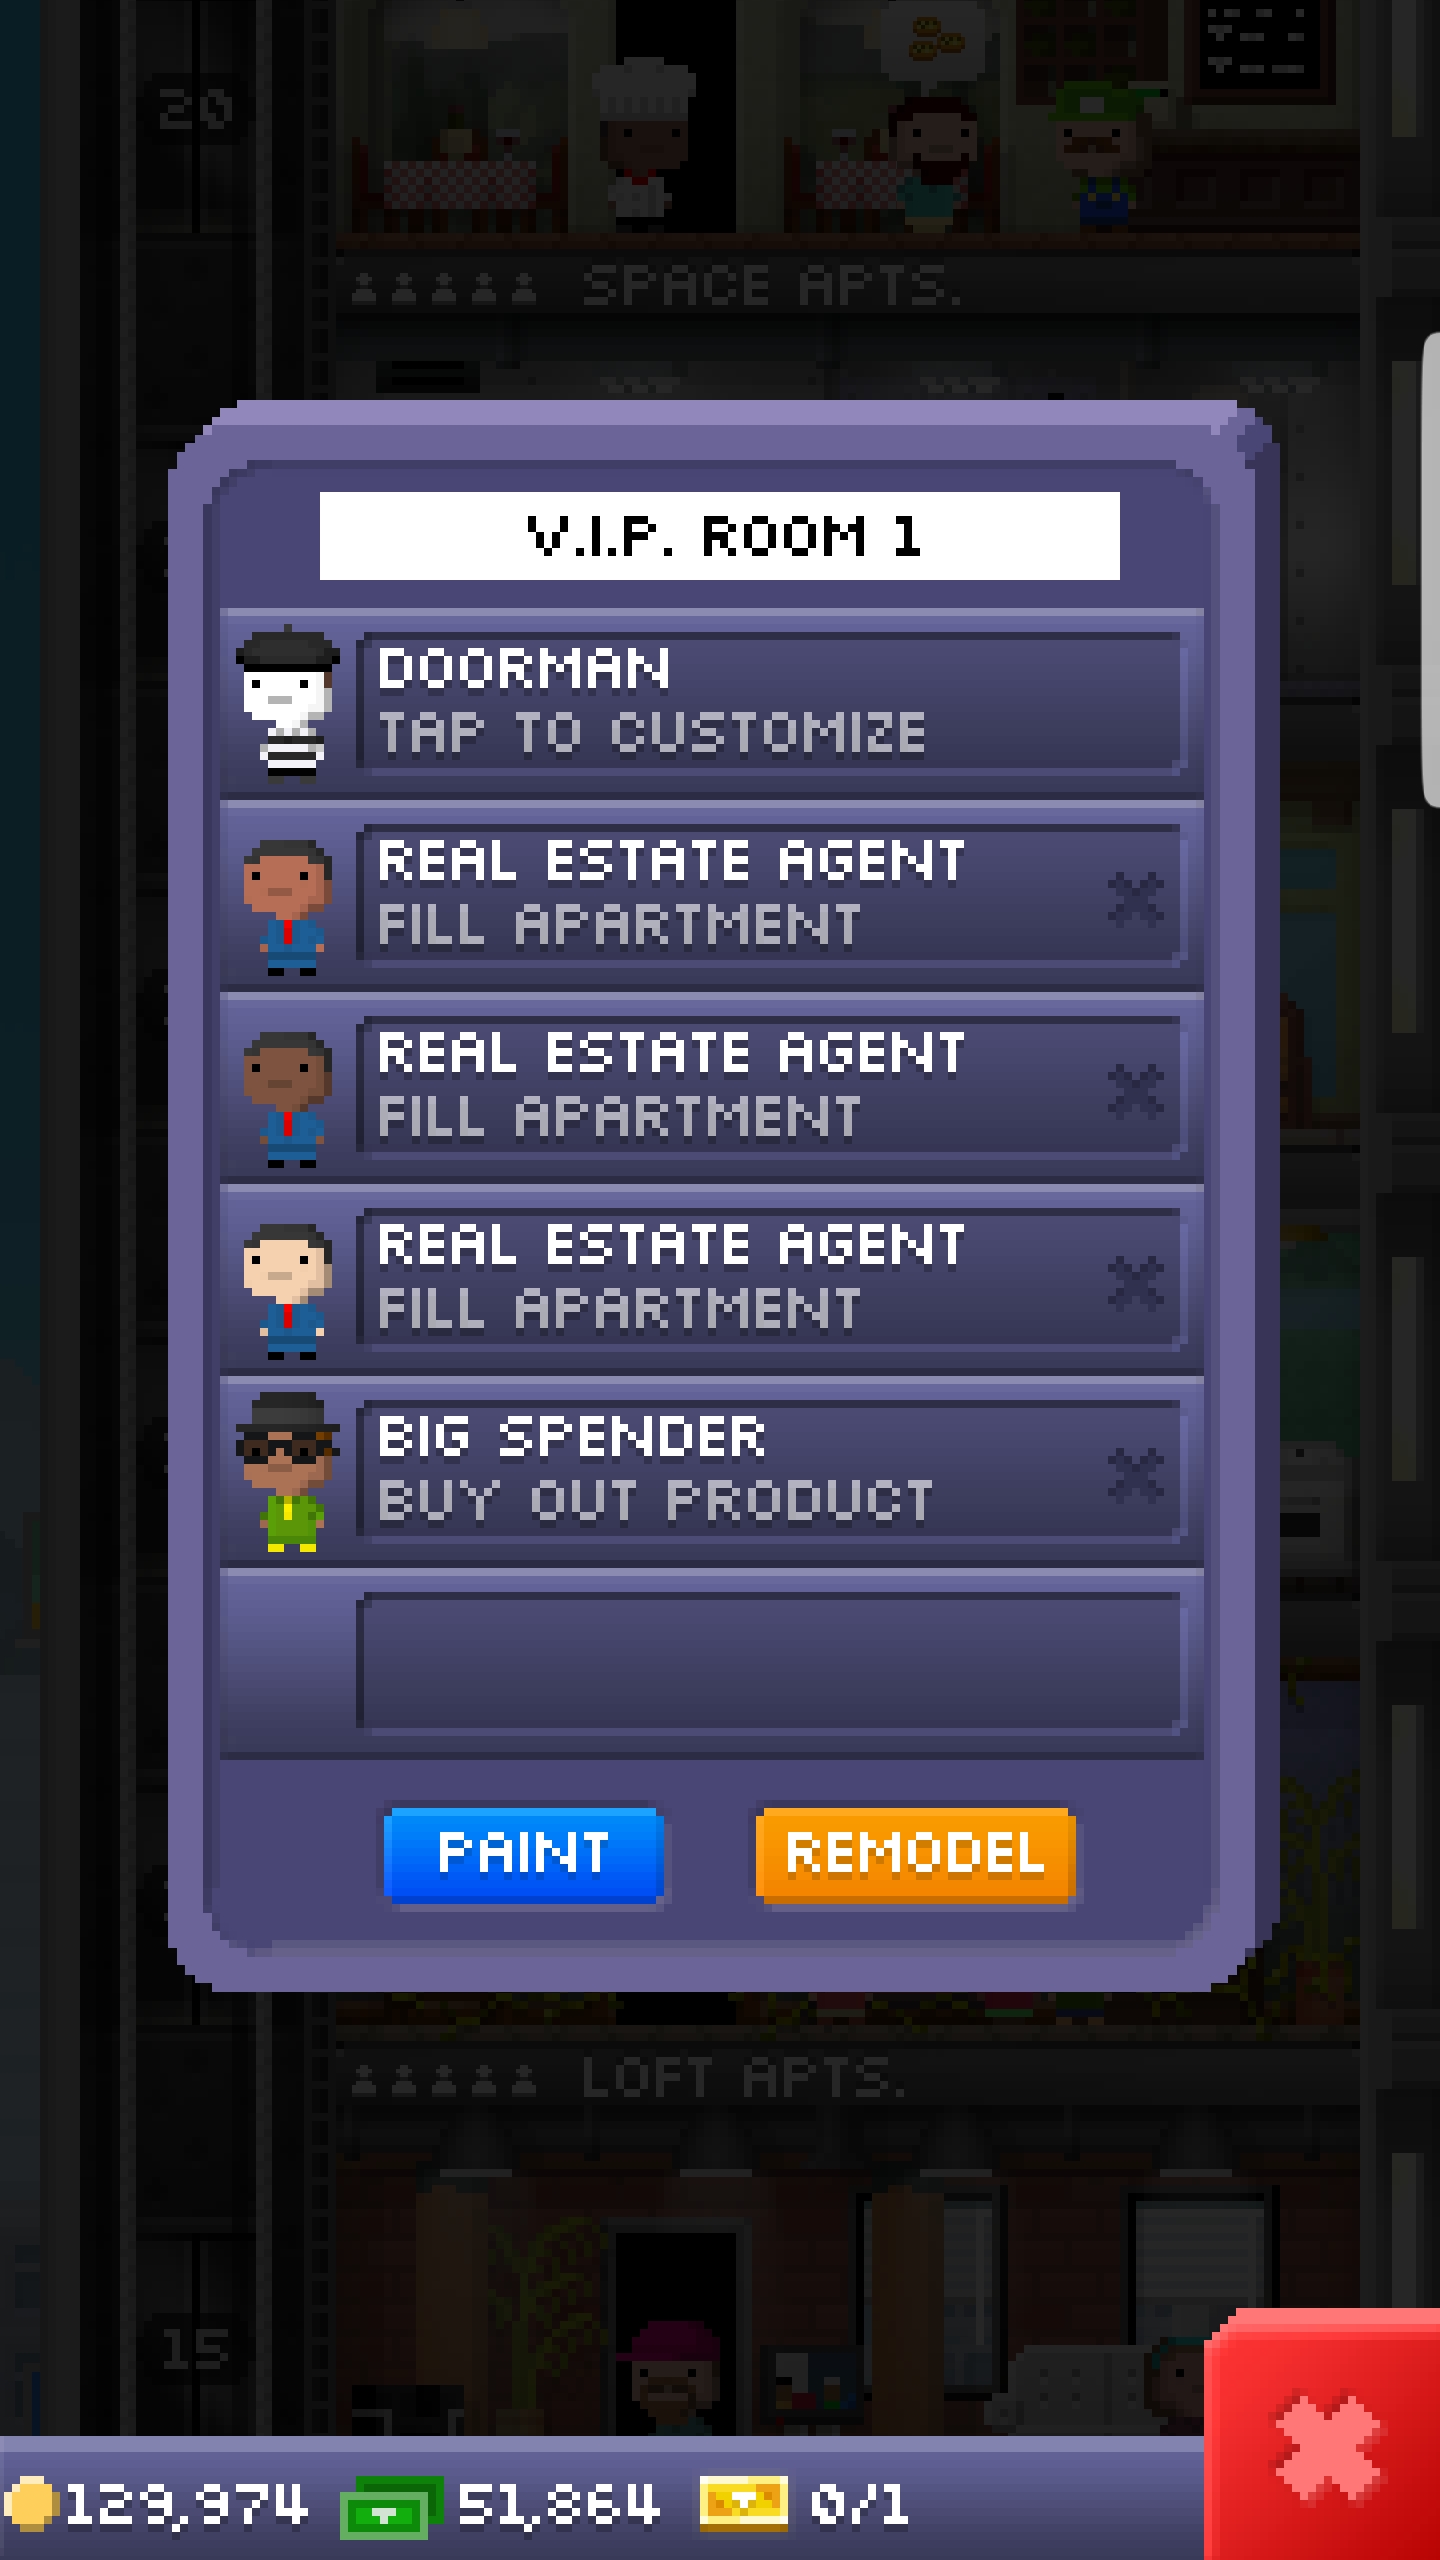 20
SPACE APTS.
V.I.P. ROOM 1
DOORMAN
TAP TO CUSTOMIZE
REAL ESTATE AGENT
FILL APARTMENT
REAL ESTATE AGENT
FILL APARTMENT
REAL ESTATE AGENT
FILL APARTMENT
BIG SPENDER
BUY OUT PRODUCT
PAINT
REMODEL
LOFT APTS.
15
129,974
51,864
0/1